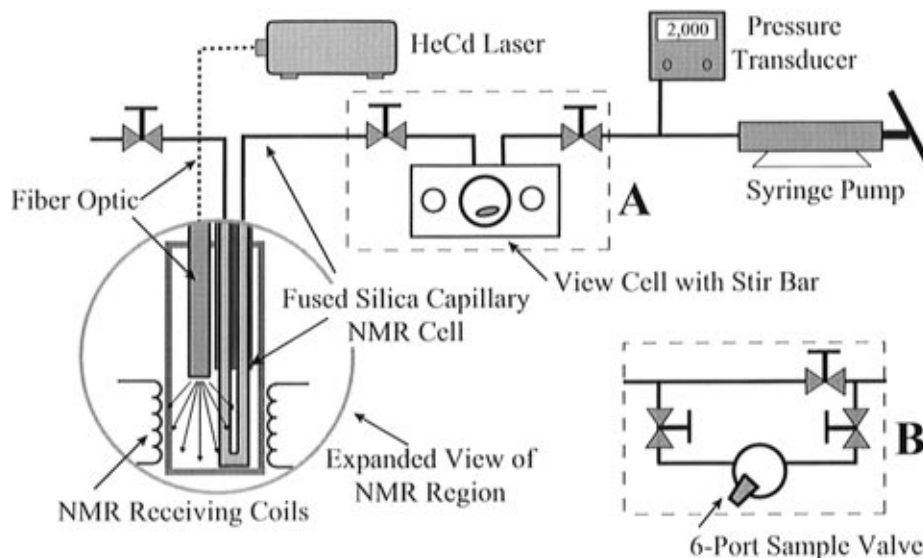 HeCd Laser
2,000
Pressure
Transducer
Fiber Optic
A
Syringe Pump
View Cell with Stir Bar
Fused Silica Capillary
NMR Cell
B
Expanded View of
NMR Region
NMR Receiving Coils
6-Port Sample Valve